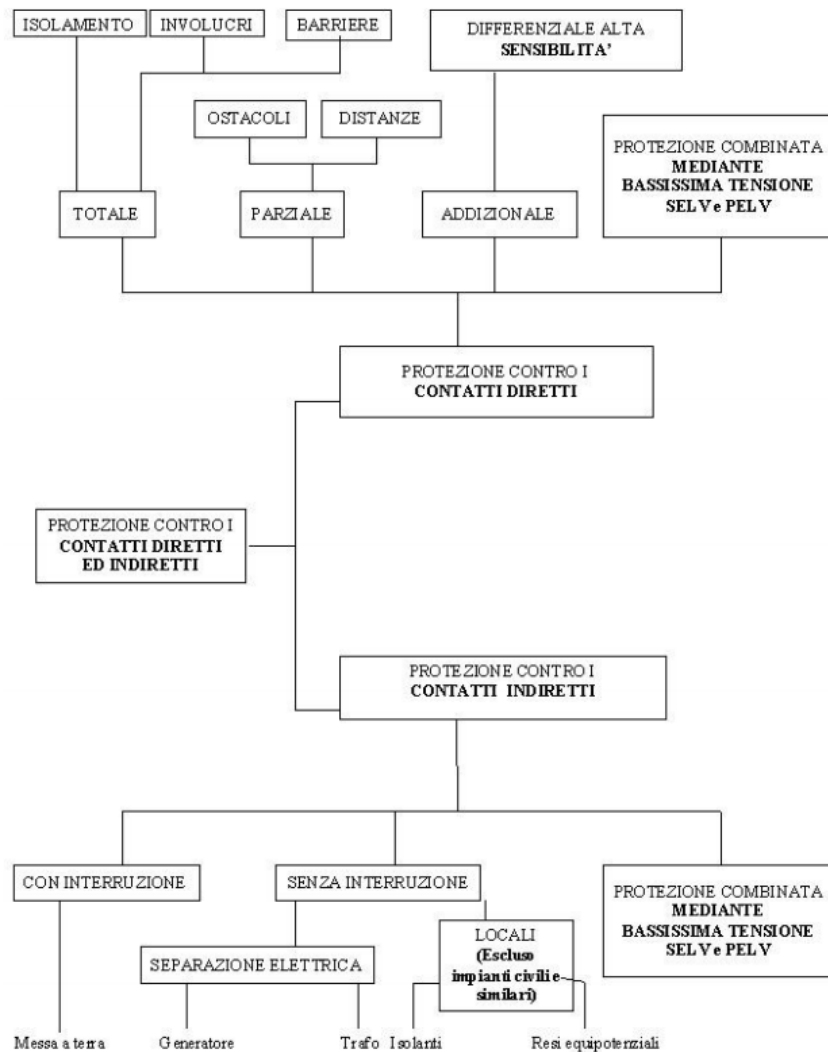 ISOLAMENTO
INVOLUCRI
BARRIERE
DIFFERENZIALE ALTA
SENSIBILITA'
OSTACOLI
DISTANZE
PROTEZIONE COMBINATA
MEDIANTE
BASSISSIMA TENSIONE
SELV e PELV
TOTALE
PARZIALE
ADDIZIONALE
PROTEZIONE CONTRO I
CONTATTI DIRETTI
PROTEZIONE CONTRO I
CONTATTI DIRETTI
ED INDIRETTI
PROTEZIONE CONTRO I
CONTATTI INDIRETTI
CON INTERRUZIONE
SENZA INTERRUZIONE
PROTEZIONE COMBINATA
MEDIANTE
BASSISSIMA TENSIONE
SELV e PELV
SEPARAZIONE ELETTRICA
LOCALI
(Escluso
impianti civili e
similari)
Messa a terra
Generatore
Trafo
Isolanti
Resi equipotenziali